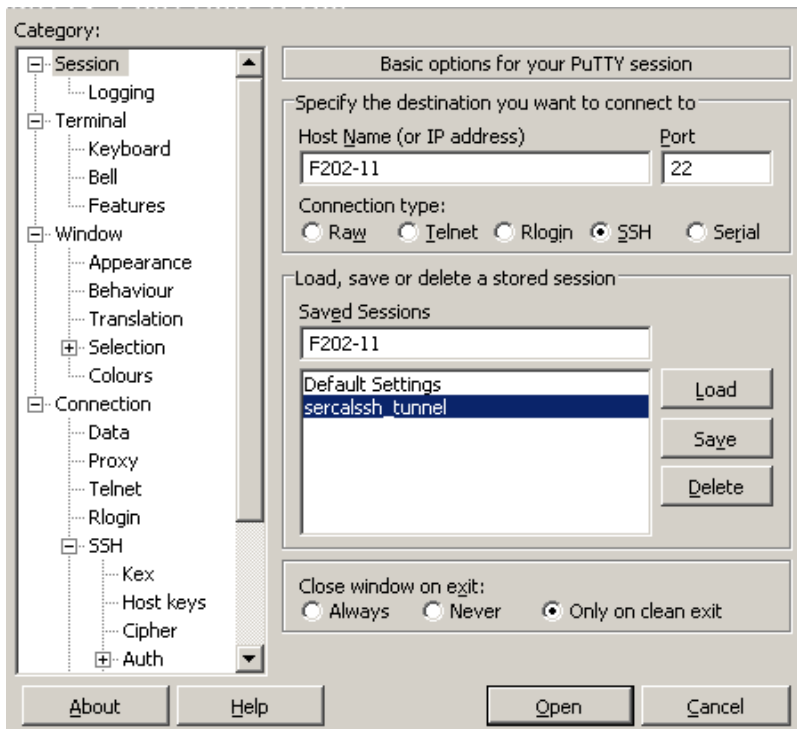 Category:
Session
Logging
Terminal
Keyboard
Bell
Features
Window
Appearance
Behaviour
Translation
Selection
Colours
Connection
Data
Proxy
Telnet
Rlogin
SSH
Kex
Host keys
Cipher
Auth
Basic options for your PuTTY session
Specify the destination you want to connect to
Host Name (or IP address) Port
F202-11 22
Connection type:
Raw Telnet Rlogin SSH Serial
Load, save or delete a stored session
Saved Sessions
F202-11
Default Settings
sercalssh_tunnel
Load
Save
Delete
Close window on exit:
Always Never Only on clean exit
About Help Open Cancel